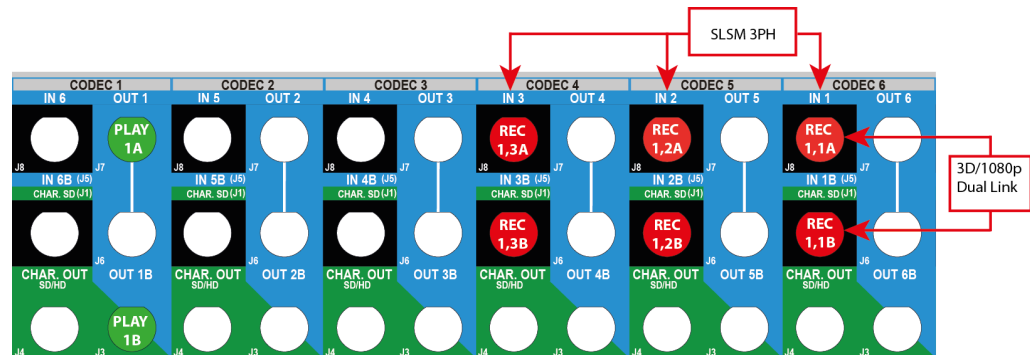 SLSM 3PH
CODEC 1 CODEC 2 CODEC 3 CODEC 4 CODEC 5 CODEC 6
IN 6 OUT 1 IN 5 OUT 2 IN 4 OUT 3 IN 3 OUT 4 IN 2 OUT 5 IN 1 OUT 6
PLAY
1A
REC
1,3A
REC
1,2A
REC
1,1A
J8 J7 J8 J7 J8 J7 J8 J7 J8 J7 J8 J7
3D/1080p
Dual Link
IN 6B (J5) IN 5B (J5) IN 4B (J5) IN 3B (J5) IN 2B (J5) IN 1B (J5)
CHAR. SD (J1) CHAR. SD (J1) CHAR. SD (J1) CHAR. SD (J1) CHAR. SD (J1) CHAR. SD (J1)
REC
1,3B
REC
1,2B
REC
1,1B
J6 J6 J6 J6 J6 J6
CHAR. OUT OUT 1B CHAR. OUT OUT 2B CHAR. OUT OUT 3B CHAR. OUT OUT 4B CHAR. OUT OUT 5B CHAR. OUT OUT 6B
SD/HD SD/HD SD/HD SD/HD SD/HD SD/HD
PLAY
1B
J4 J3 J4 J3 J4 J3 J4 J3 J4 J3 J4 J3